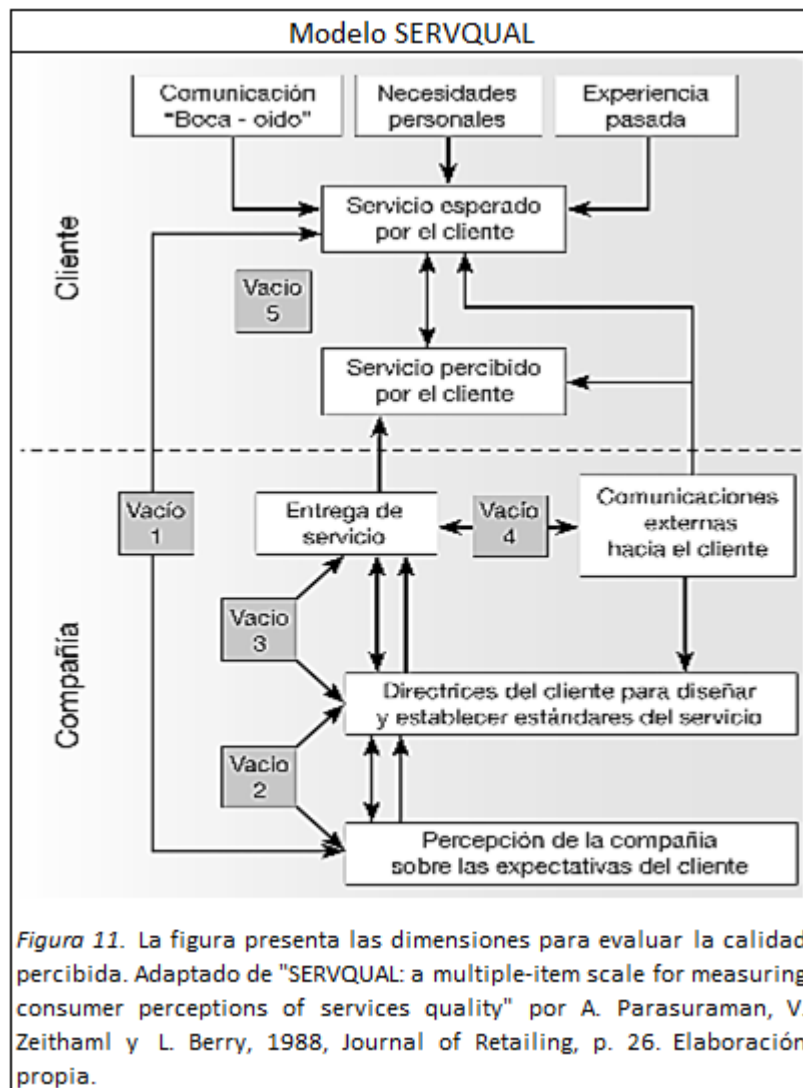 Modelo SERVQUAL
Comunicación
"Boca - oido"
Necesidades
personales
Experiencia
pasada
Servicio esperado
por el cliente
Cliente
Vacio
5
Servicio percibido
por el cliente
Vacío
1
Entrega de
servicio
Vacío
4
Comunicaciones
externas
hacia el cliente
Vacio
3
Compañía
Directrices del cliente para diseñar
y establecer estándares del servicio
Vacio
2
Percepción de la compañia
sobre las expectativas del cliente
Figura 11. La figura presenta las dimensiones para evaluar la calidad
percibida. Adaptado de "SERVQUAL: a multiple-item scale for measuring
consumer perceptions of services quality" por A. Parasuraman, V.
Zeithaml y L. Berry, 1988, Journal of Retailing, p. 26. Elaboración
propia.